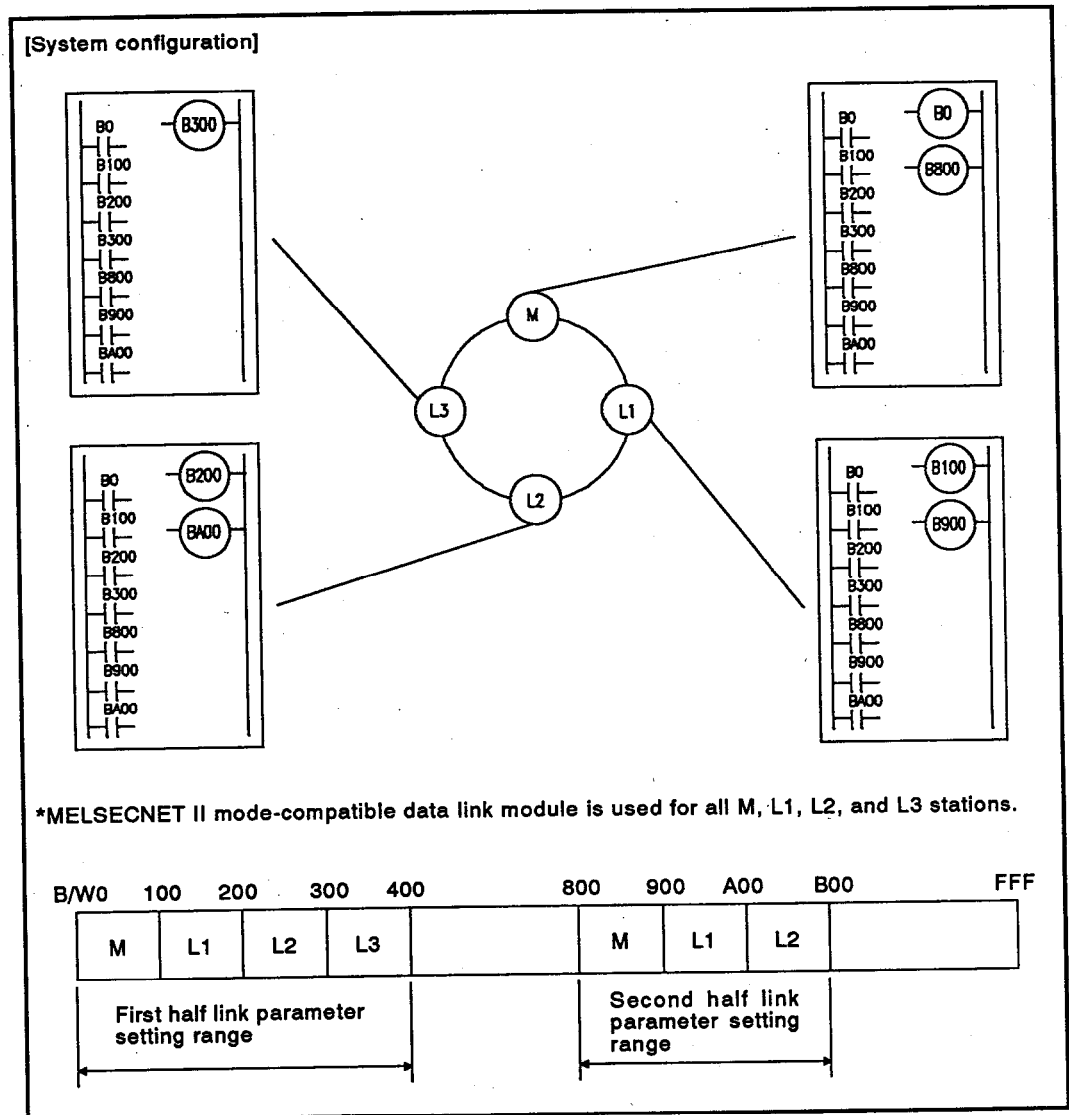 [System configuration]
B0
B300
B100
B200
B300
B800
B900
BA00
B0
B0
B100
B800
B200
B300
B800
B900
BA00
M
L3
L1
L2
B0
B200
B100
BA00
B200
B300
B800
B900
BA00
B0
B100
B100
B900
B200
B300
B800
B900
BA00
*MELSECNET II mode-compatible data link module is used for all M, L1, L2, and L3 stations.
B/W0 100 200 300 400 800 900 A00 B00 FFF
M L1 L2 L3 M L1 L2
First half link parameter
setting range
Second half link
parameter setting
range